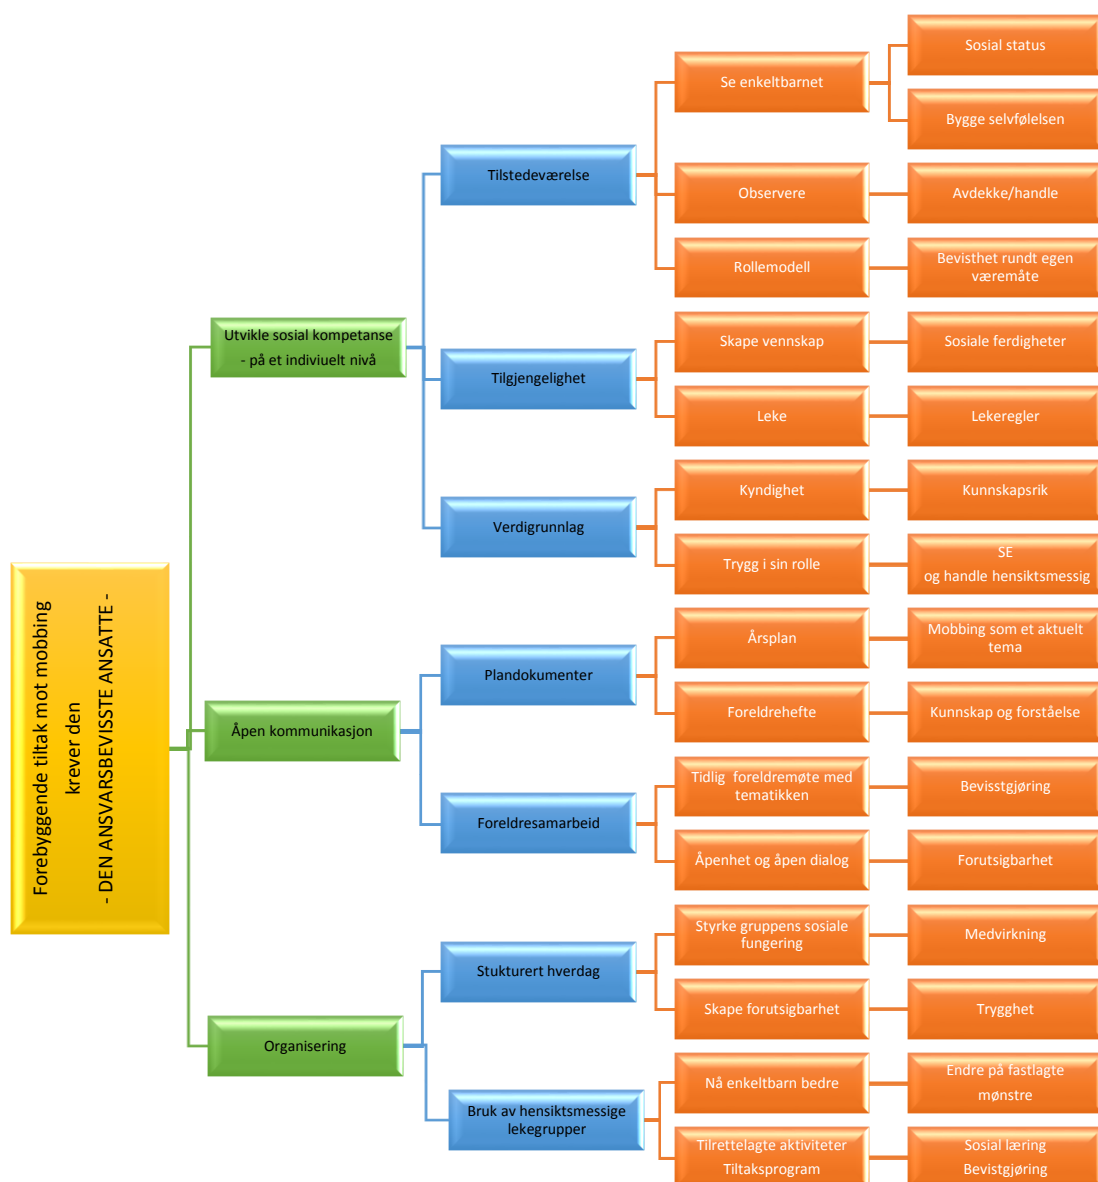 Forebyggende tiltak mot mobbing
krever den
- DEN ANSVARSBEVISSTE ANSATTE -
Utvikle sosial kompetanse
- på et indiviuelt nivå
Tilstedeværelse
Se enkeltbarnet
Sosial status
Bygge selvfølelsen
Observere
Avdekke/handle
Rollemodell
Bevisthet rundt egen
væremåte
Tilgjengelighet
Skape vennskap
Sosiale ferdigheter
Leke
Lekeregler
Verdigrunnlag
Kyndighet
Kunnskapsrik
Trygg i sin rolle
SE
og handle hensiktsmessig
Åpen kommunikasjon
Plandokumenter
Årsplan
Mobbing som et aktuelt
tema
Foreldrehefte
Kunnskap og forståelse
Foreldresamarbeid
Tidlig foreldremøte med
tematikken
Bevisstgjøring
Åpenhet og åpen dialog
Forutsigbarhet
Organisering
Stukturert hverdag
Styrke gruppens sosiale
fungering
Medvirkning
Skape forutsigbarhet
Trygghet
Bruk av hensiktsmessige
lekegrupper
Nå enkeltbarn bedre
Endre på fastlagte
mønstre
Tilrettelagte aktiviteter
Tiltaksprogram
Sosial læring
Bevistgjøring